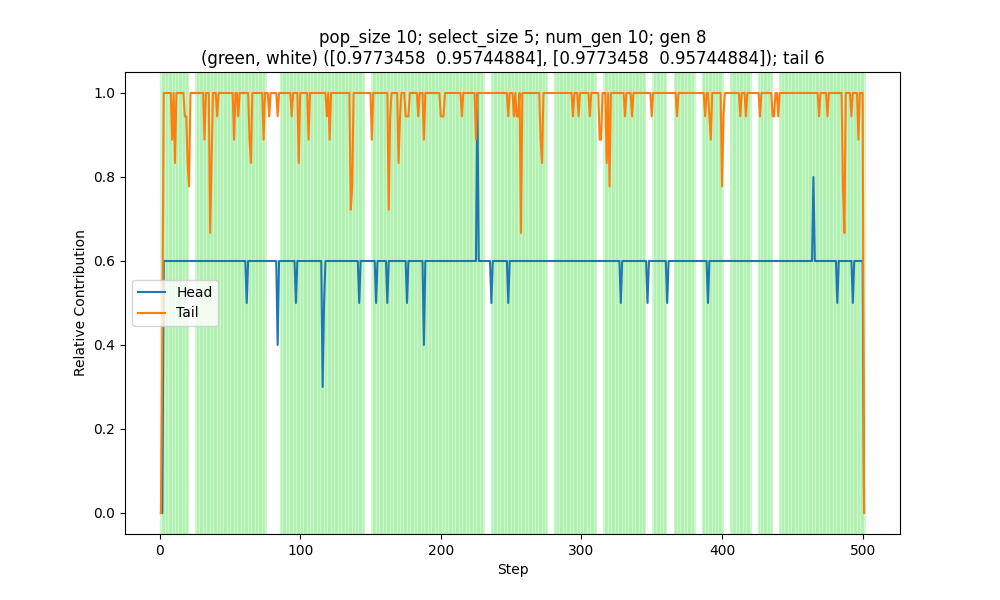 pop_size 10; select_size 5; num_gen 10; gen 8
(green, white) ([0.9773458  0.95744884], [0.9773458  0.95744884]); tail 6
1.0
0.8
0.6
0.4
0.2
0.0
Relative Contribution
Head
Tail
0 100 200 300 400 500
Step